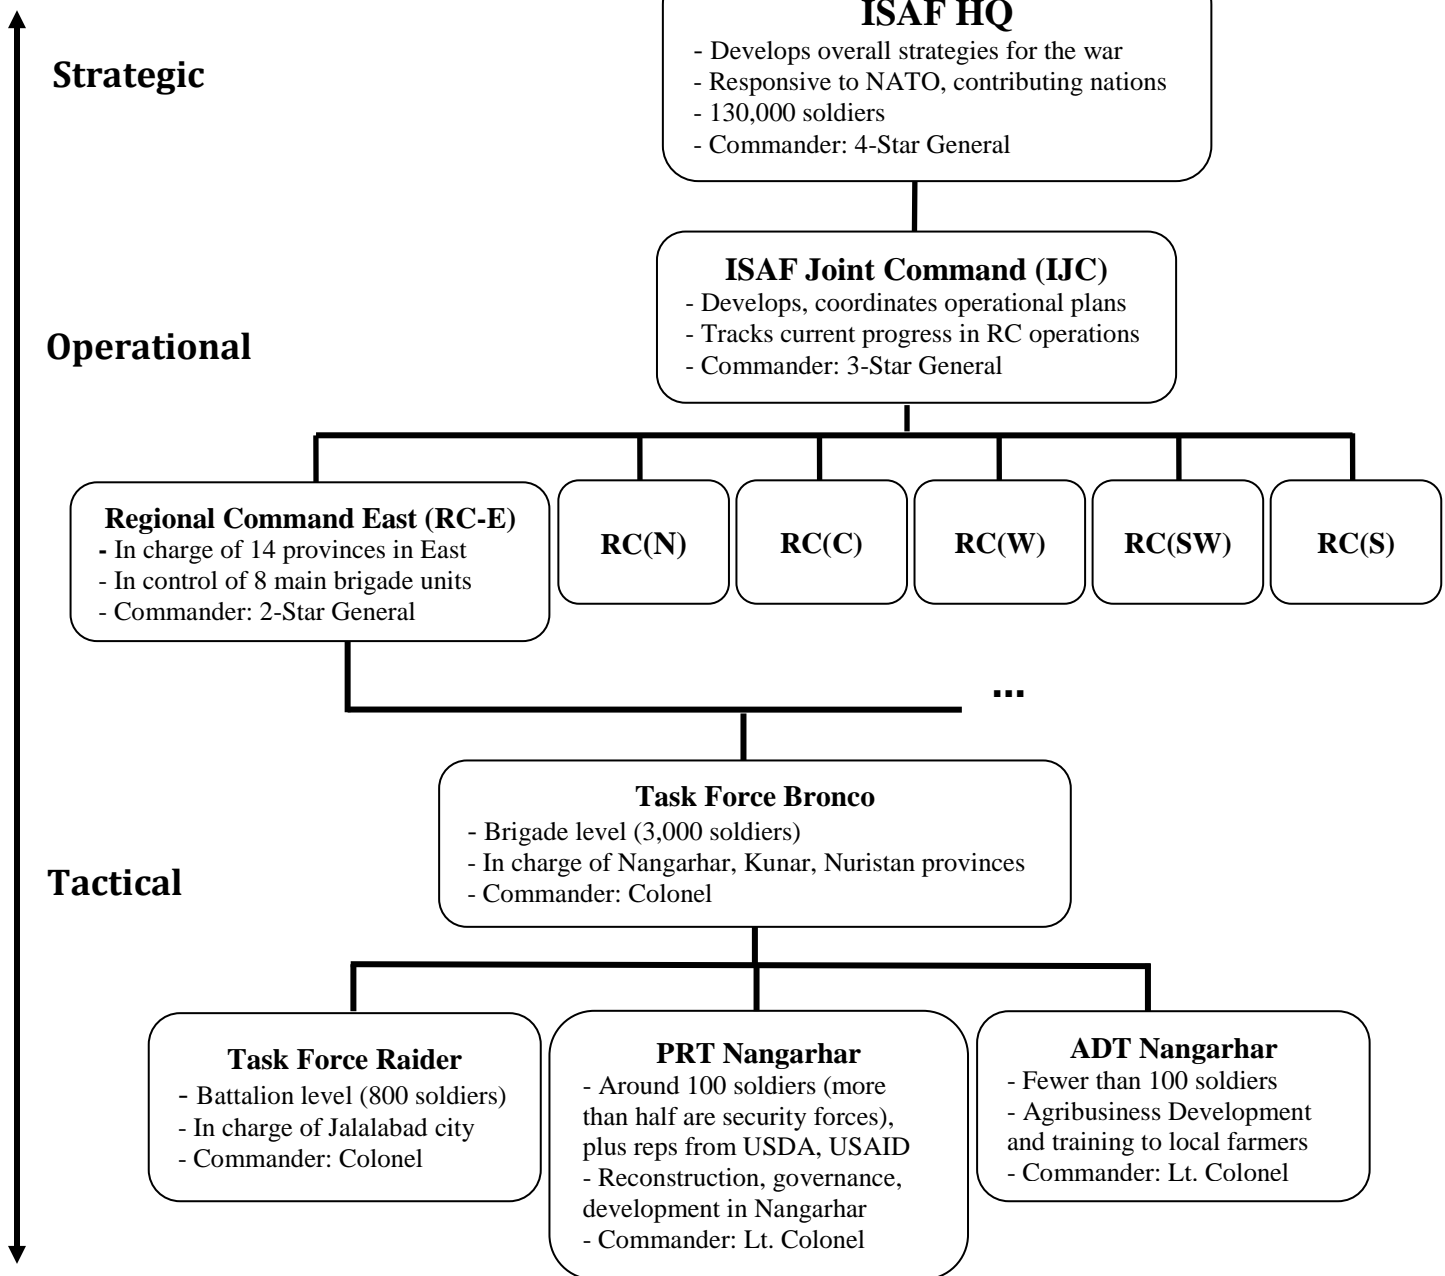 ISAF HQ
- Develops overall strategies for the war
- Responsive to NATO, contributing nations
- 130,000 soldiers
- Commander: 4-Star General
Strategic
ISAF Joint Command (IJC)
- Develops, coordinates operational plans
- Tracks current progress in RC operations
- Commander: 3-Star General
Operational
Regional Command East (RC-E)
- In charge of 14 provinces in East
- In control of 8 main brigade units
- Commander: 2-Star General
RC(N)
RC(C)
RC(W)
RC(SW)
RC(S)
...
Task Force Bronco
- Brigade level (3,000 soldiers)
- In charge of Nangarhar, Kunar, Nuristan provinces
- Commander: Colonel
Tactical
Task Force Raider
- Battalion level (800 soldiers)
- In charge of Jalalabad city
- Commander: Colonel
PRT Nangarhar
- Around 100 soldiers (more
than half are security forces),
plus reps from USDA, USAID
- Reconstruction, governance,
development in Nangarhar
- Commander: Lt. Colonel
ADT Nangarhar
- Fewer than 100 soldiers
- Agribusiness Development
and training to local farmers
- Commander: Lt. Colonel